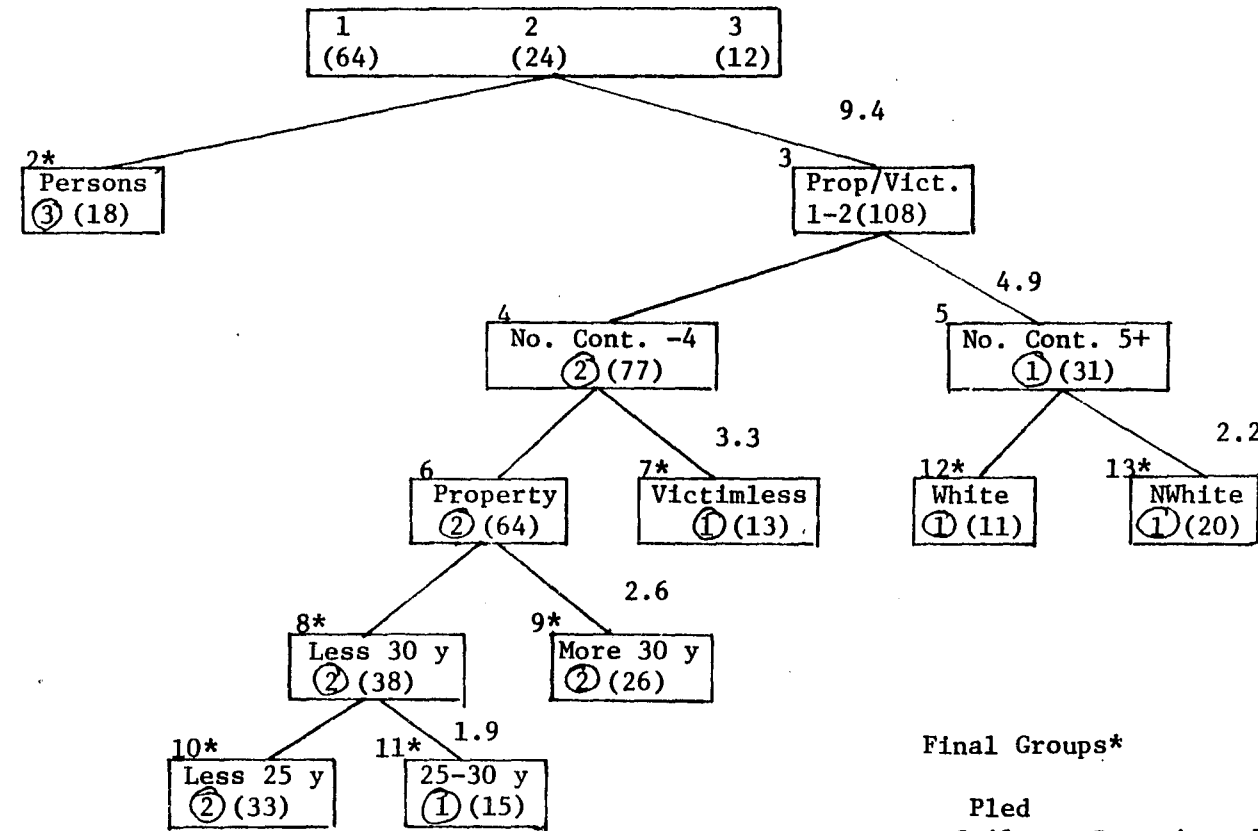 1 2 3
(64) (24) (12)
9.4
2*
Persons
3 (18)
3
Prop/Vict.
1-2(108)
4.9
4
No. Cont. -4
2 (77)
5
No. Cont. 5+
1 (31)
3.3
2.2
6
Property
2 (64)
7*
Victimless
1 (13)
12*
White
1 (11)
13*
NWhite
1 (20)
2.6
8*
Less 30 y
2 (38)
9*
More 30 y
2 (26)
1.9
10*
Less 25 y
2 (33)
11*
25-30 y
1 (15)
Final Groups*
Pled